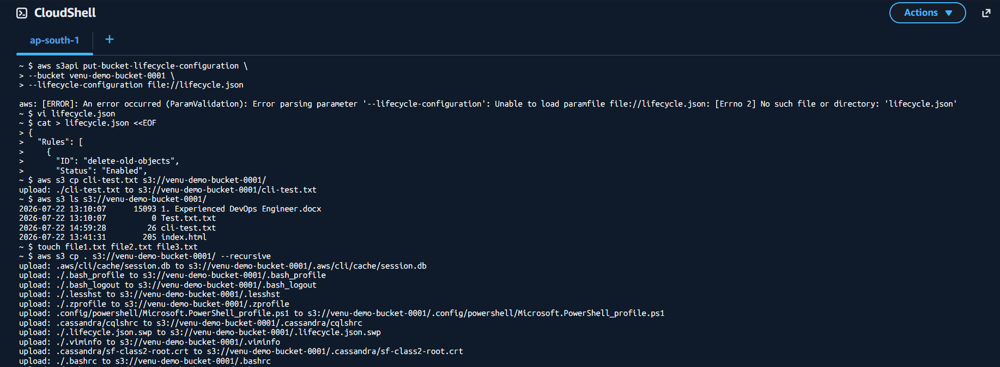 CloudShell
Actions ▼
ap-south-1 +
~ $ aws s3api put-bucket-lifecycle-configuration \
> --bucket venu-demo-bucket-0001 \
> --lifecycle-configuration file://lifecycle.json
aws: [ERROR]: An error occurred (ParamValidation): Error parsing parameter '--lifecycle-configuration': Unable to load paramfile file://lifecycle.json: [Errno 2] No such file or directory: 'lifecycle.json'
~ $ vi lifecycle.json
~ $ cat > lifecycle.json <<EOF
> {
>   "Rules": [
>     {
>       "ID": "delete-old-objects",
>       "Status": "Enabled",
~ $ aws s3 cp cli-test.txt s3://venu-demo-bucket-0001/
upload: ./cli-test.txt to s3://venu-demo-bucket-0001/cli-test.txt
~ $ aws s3 ls s3://venu-demo-bucket-0001/
2026-07-22 13:10:07      15093 1. Experienced DevOps Engineer.docx
2026-07-22 13:10:07          0 Test.txt.txt
2026-07-22 14:59:28         26 cli-test.txt
2026-07-22 13:41:31        205 index.html
~ $ touch file1.txt file2.txt file3.txt
~ $ aws s3 cp . s3://venu-demo-bucket-0001/ --recursive
upload: .aws/cli/cache/session.db to s3://venu-demo-bucket-0001/.aws/cli/cache/session.db
upload: ./.bash_profile to s3://venu-demo-bucket-0001/.bash_profile
upload: ./.bash_logout to s3://venu-demo-bucket-0001/.bash_logout
upload: ./.lesshst to s3://venu-demo-bucket-0001/.lesshst
upload: ./.zprofile to s3://venu-demo-bucket-0001/.zprofile
upload: .config/powershell/Microsoft.PowerShell_profile.ps1 to s3://venu-demo-bucket-0001/.config/powershell/Microsoft.PowerShell_profile.ps1
upload: .cassandra/cqlshrc to s3://venu-demo-bucket-0001/.cassandra/cqlshrc
upload: ./.lifecycle.json.swp to s3://venu-demo-bucket-0001/.lifecycle.json.swp
upload: ./.viminfo to s3://venu-demo-bucket-0001/.viminfo
upload: .cassandra/sf-class2-root.crt to s3://venu-demo-bucket-0001/.cassandra/sf-class2-root.crt
upload: ./.bashrc to s3://venu-demo-bucket-0001/.bashrc